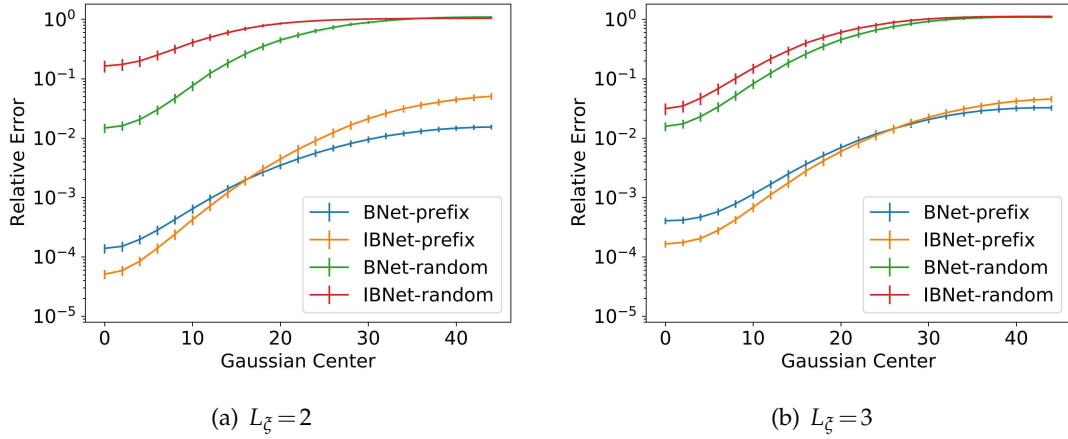 10^0
10^-1
10^-2
10^-3
10^-4
10^-5
Relative Error
0 10 20 30 40
Gaussian Center
BNet-prefix
IBNet-prefix
BNet-random
IBNet-random
(a) L_ξ=2
10^0
10^-1
10^-2
10^-3
10^-4
10^-5
Relative Error
0 10 20 30 40
Gaussian Center
BNet-prefix
IBNet-prefix
BNet-random
IBNet-random
(b) L_ξ=3